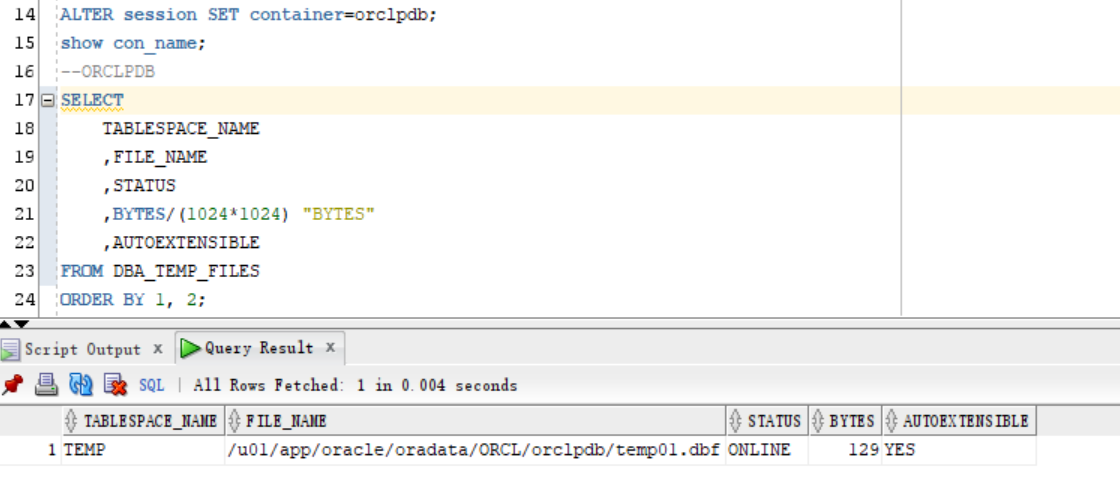 14 ALTER session SET container=orclpdb;
15 show con_name;
16 --ORCLPDB
17 SELECT
18 TABLESPACE_NAME
19 ,FILE_NAME
20 ,STATUS
21 ,BYTES/(1024*1024) "BYTES"
22 ,AUTOEXTENSIBLE
23 FROM DBA_TEMP_FILES
24 ORDER BY 1, 2;
Script Output x Query Result x
SQL | All Rows Fetched: 1 in 0.004 seconds
TABLESPACE_NAME FILE_NAME STATUS BYTES AUTOEXTENSIBLE
1 TEMP /u01/app/oracle/oradata/ORCL/orclpdb/temp01.dbf ONLINE 129 YES